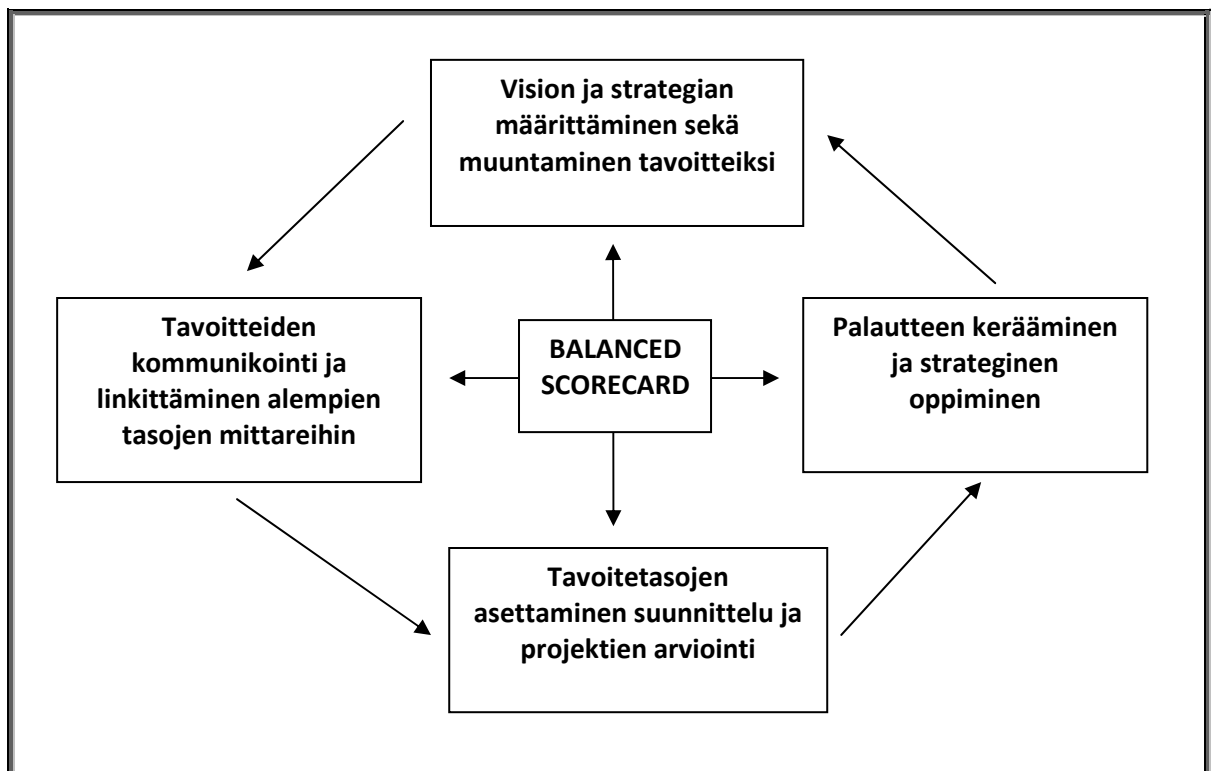 Vision ja strategian
määrittäminen sekä
muuntaminen tavoitteiksi
Tavoitteiden
kommunikointi ja
linkittäminen alempien
tasojen mittareihin
BALANCED
SCORECARD
Palautteen kerääminen
ja strateginen
oppiminen
Tavoitetasojen
asettaminen suunnittelu ja
projektien arviointi